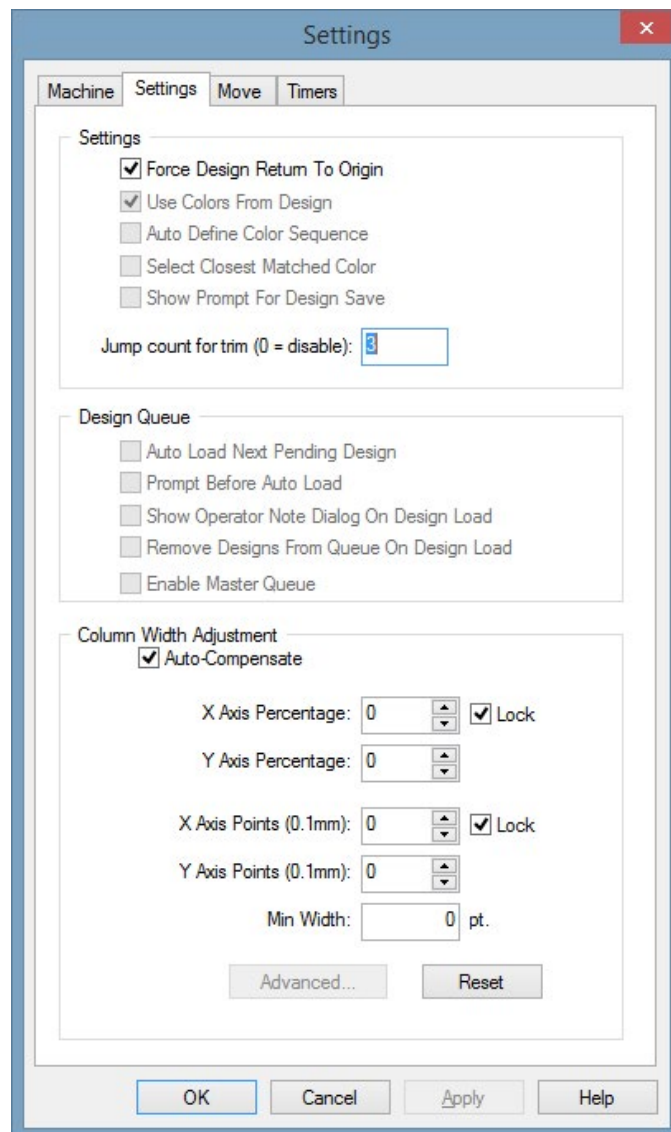 Settings
Machine Settings Move Timers
Settings
Force Design Return To Origin
Use Colors From Design
Auto Define Color Sequence
Select Closest Matched Color
Show Prompt For Design Save
Jump count for trim (0 = disable): 3
Design Queue
Auto Load Next Pending Design
Prompt Before Auto Load
Show Operator Note Dialog On Design Load
Remove Designs From Queue On Design Load
Enable Master Queue
Column Width Adjustment
Auto-Compensate
X Axis Percentage: 0 Lock
Y Axis Percentage: 0
X Axis Points (0.1mm): 0 Lock
Y Axis Points (0.1mm): 0
Min Width: 0 pt.
Advanced... Reset
OK Cancel Apply Help